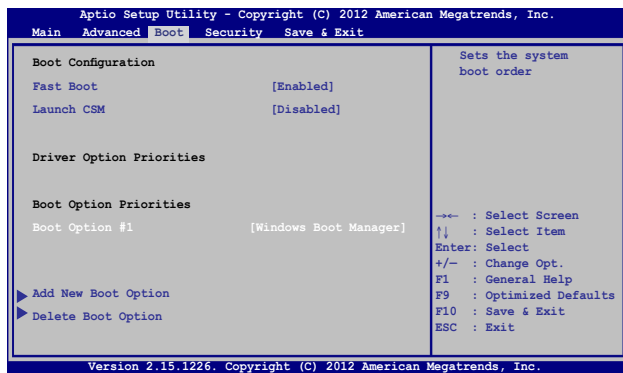 Aptio Setup Utility - Copyright (C) 2012 American Megatrends, Inc.
Main Advanced Boot Security Save & Exit
Boot Configuration
Fast Boot [Enabled]
Launch CSM [Disabled]
Driver Option Priorities
Boot Option Priorities
Boot Option #1 [Windows Boot Manager]
Add New Boot Option
Delete Boot Option
Sets the system
boot order
→← : Select Screen
↑↓ : Select Item
Enter: Select
+/— : Change Opt.
F1 : General Help
F9 : Optimized Defaults
F10 : Save & Exit
ESC : Exit
Version 2.15.1226. Copyright (C) 2012 American Megatrends, Inc.